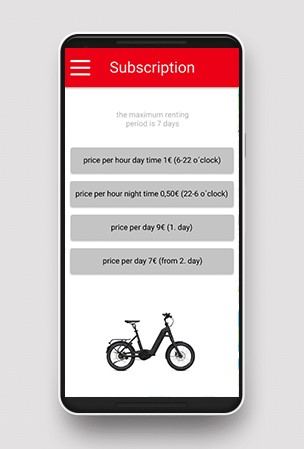 Subscription
the maximum renting
period is 7 days
price per hour day time 1€ (6-22 o´clock)
price per hour night time 0,50€ (22-6 o´clock)
price per day 9€ (1. day)
price per day 7€ (from 2. day)